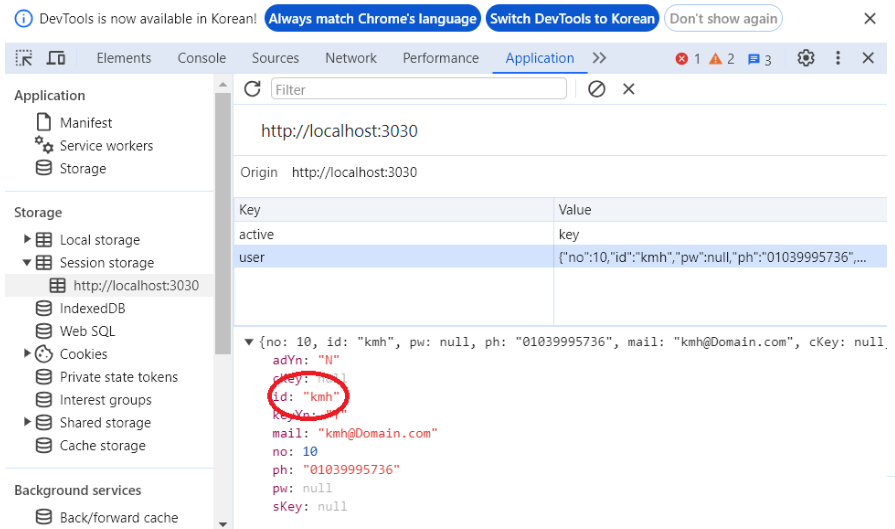 DevTools is now available in Korean! Always match Chrome's language Switch DevTools to Korean Don't show again
Elements Console Sources Network Performance Application 1 2 3
Application
Manifest
Service workers
Storage
Storage
Local storage
Session storage
http://localhost:3030
IndexedDB
Web SQL
Cookies
Private state tokens
Interest groups
Shared storage
Cache storage
Background services
Back/forward cache
Filter
http://localhost:3030
Origin http://localhost:3030
Key Value
active key
user {"no":10,"id":"kmh","pw":null,"ph":"01039995736",...
{no: 10, id: "kmh", pw: null, ph: "01039995736", mail: "kmh@Domain.com", cKey: null,
adYn: "N"
cKey: null
id: "kmh"
keyYn: "Y"
mail: "kmh@Domain.com"
no: 10
ph: "01039995736"
pw: null
sKey: null